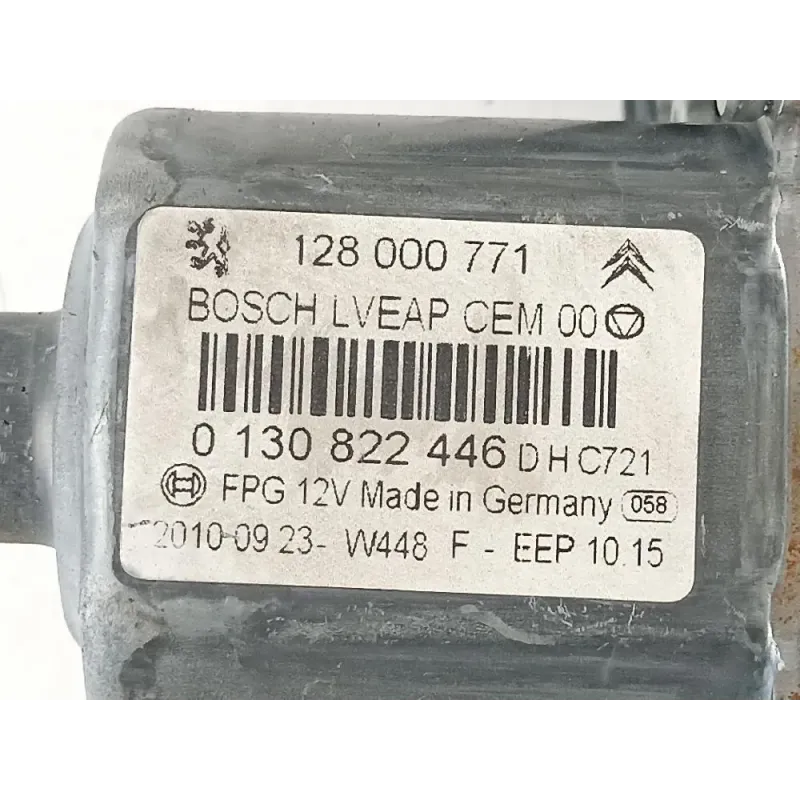 128 000 771
BOSCH LVEAP CEM 00
0 130 822 446 D H C721
FPG 12V Made in Germany 058
2010-09 23- W448 F - EEP 10.15